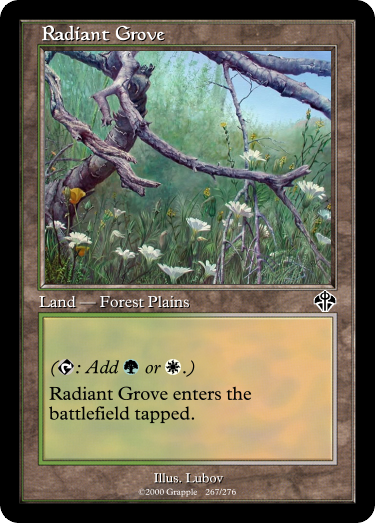 Radiant Grove
Land — Forest Plains
(: Add or .)
Radiant Grove enters the
battlefield tapped.
Illus. Lubov
©2000 Grapple 267/276